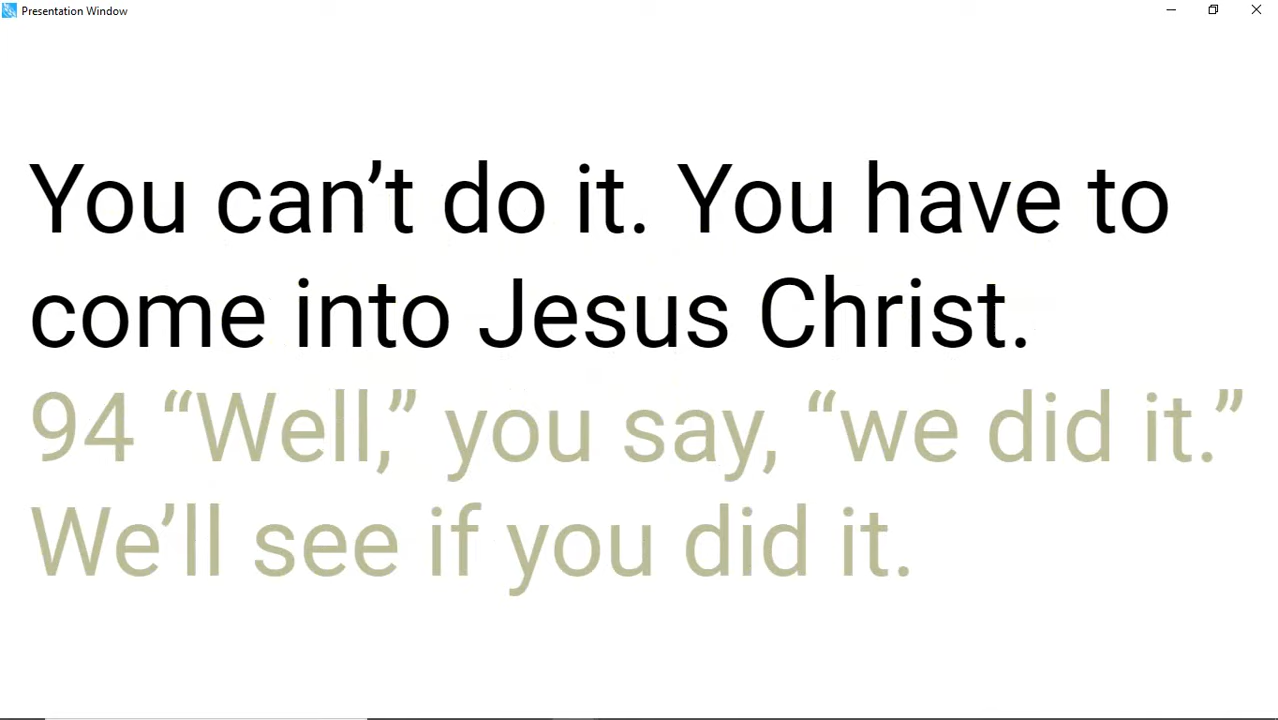 Presentation Window
You can’t do it. You have to
come into Jesus Christ.
94 “Well,” you say, “we did it.”
We’ll see if you did it.